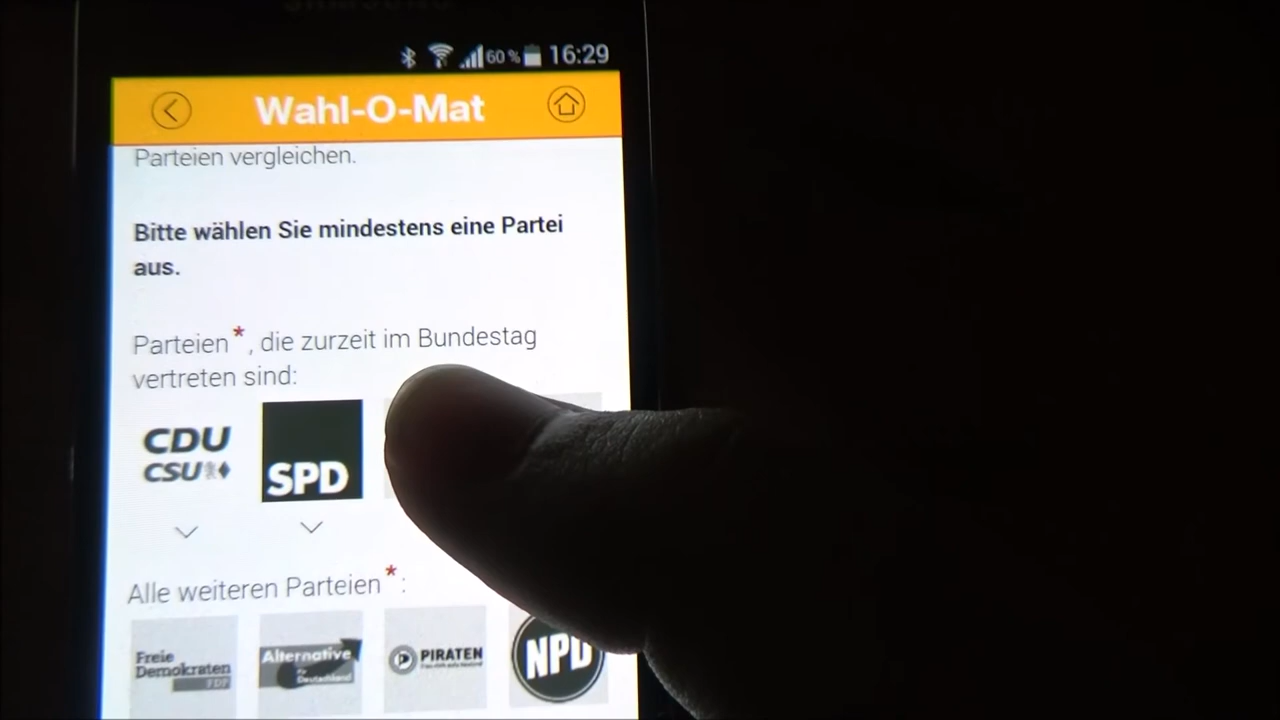 SAMSUNG
60 % 16:29
Wahl-O-Mat
Parteien vergleichen.
Bitte wählen Sie mindestens eine Partei
aus.
Parteien*, die zurzeit im Bundestag
vertreten sind:
CDU
CSU
SPD
Alle weiteren Parteien*:
Freie
Demokraten
FDP
Alternative
für
Deutschland
PIRATEN
NPD